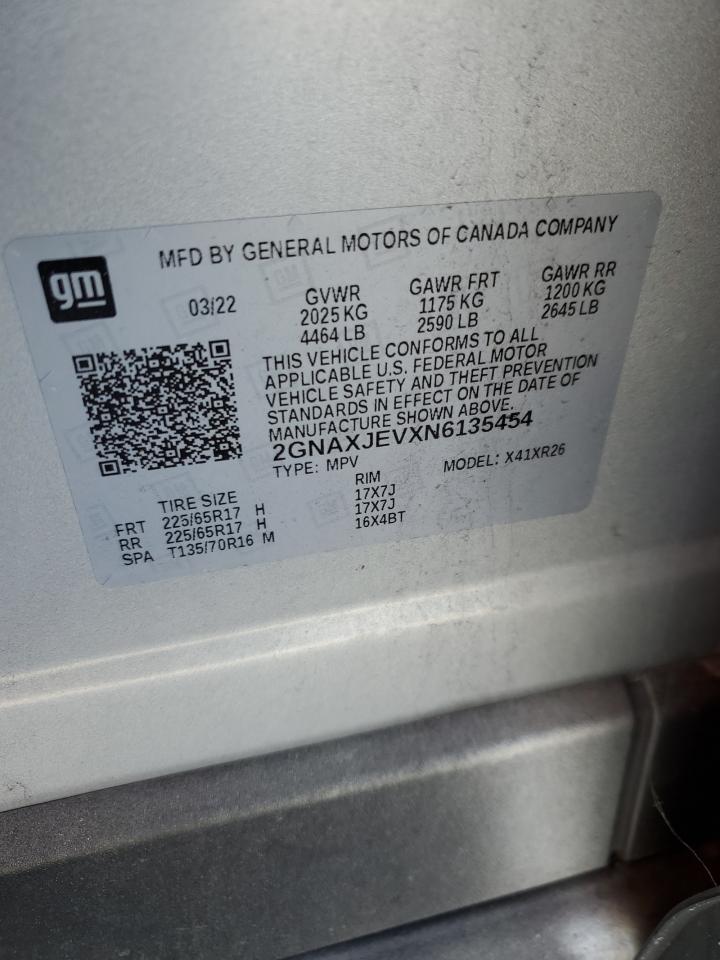 gm
MFD BY GENERAL MOTORS OF CANADA COMPANY
03/22
GVWR
2025 KG
4464 LB
GAWR FRT
1175 KG
2590 LB
GAWR RR
1200 KG
2645 LB
THIS VEHICLE CONFORMS TO ALL
APPLICABLE U.S. FEDERAL MOTOR
VEHICLE SAFETY AND THEFT PREVENTION
STANDARDS IN EFFECT ON THE DATE OF
MANUFACTURE SHOWN ABOVE.
2GNAXJEVXN6135454
TYPE: MPV MODEL: X41XR26
TIRE SIZE RIM
FRT 225/65R17 H 17X7J
RR 225/65R17 H 17X7J
SPA T135/70R16 M 16X4BT